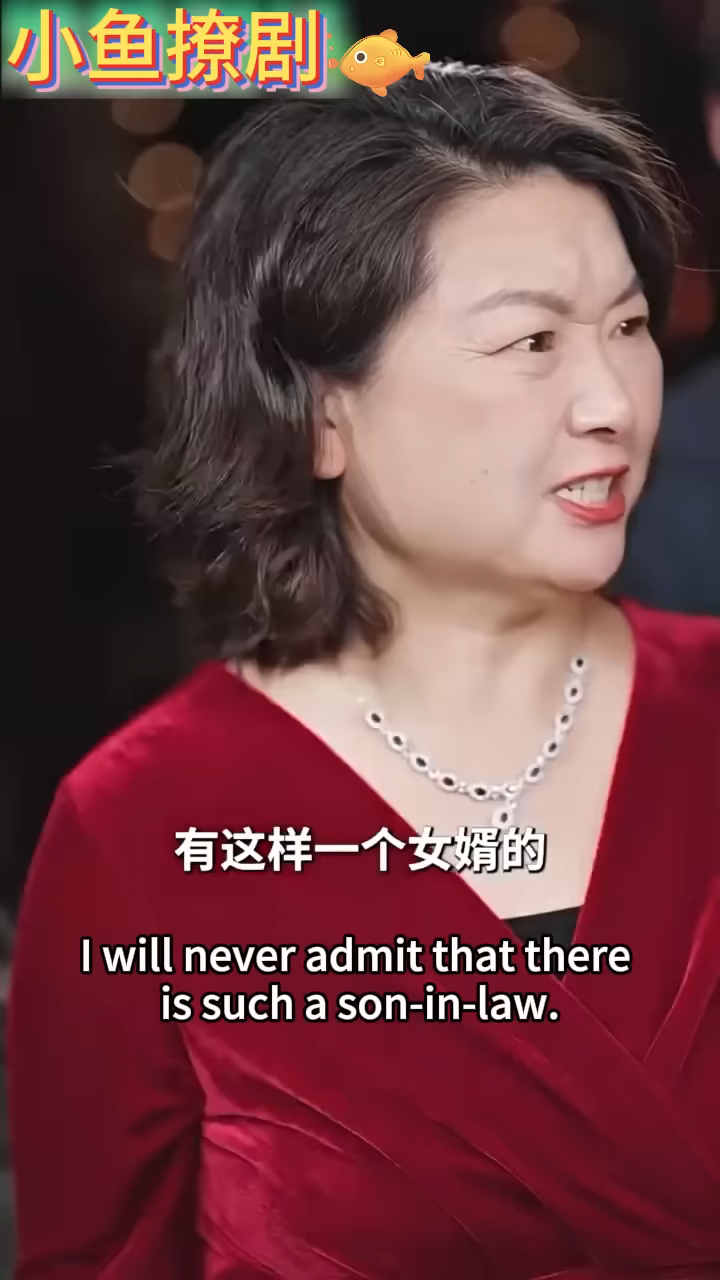 小鱼撩剧
有这样一个女婿的
I will never admit that there
is such a son-in-law.